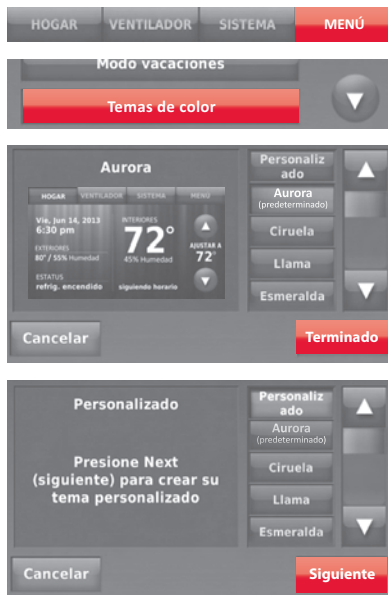 HOGAR VENTILADOR SISTEMA MENÚ
Modo vacaciones
Temas de color
Aurora
HOGAR VENTILADOR SISTEMA MENÚ
Vie, Jun 14, 2013
6:30 pm
EXTERIORES
80° / 55% Humedad
ESTATUS
refrig. encendido
INTERIORES
72°
45% Humedad
siguiendo horario
AJUSTAR A
72°
Personaliz
ado
Aurora
(predeterminado)
Ciruela
Llama
Esmeralda
Cancelar
Terminado
Personalizado
Presione Next
(siguiente) para crear su
tema personalizado
Personaliz
ado
Aurora
(predeterminado)
Ciruela
Llama
Esmeralda
Cancelar
Siguiente